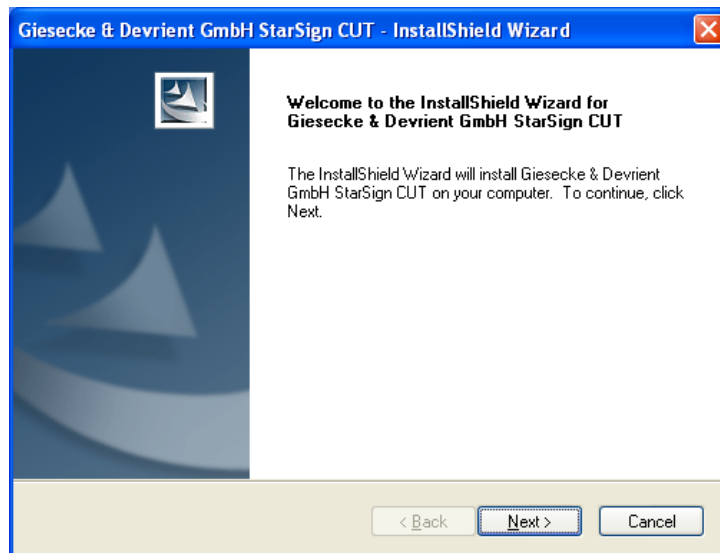 Giesecke & Devrient GmbH StarSign CUT - InstallShield Wizard
Welcome to the InstallShield Wizard for
Giesecke & Devrient GmbH StarSign CUT
The InstallShield Wizard will install Giesecke & Devrient
GmbH StarSign CUT on your computer. To continue, click
Next.
< Back
Next >
Cancel